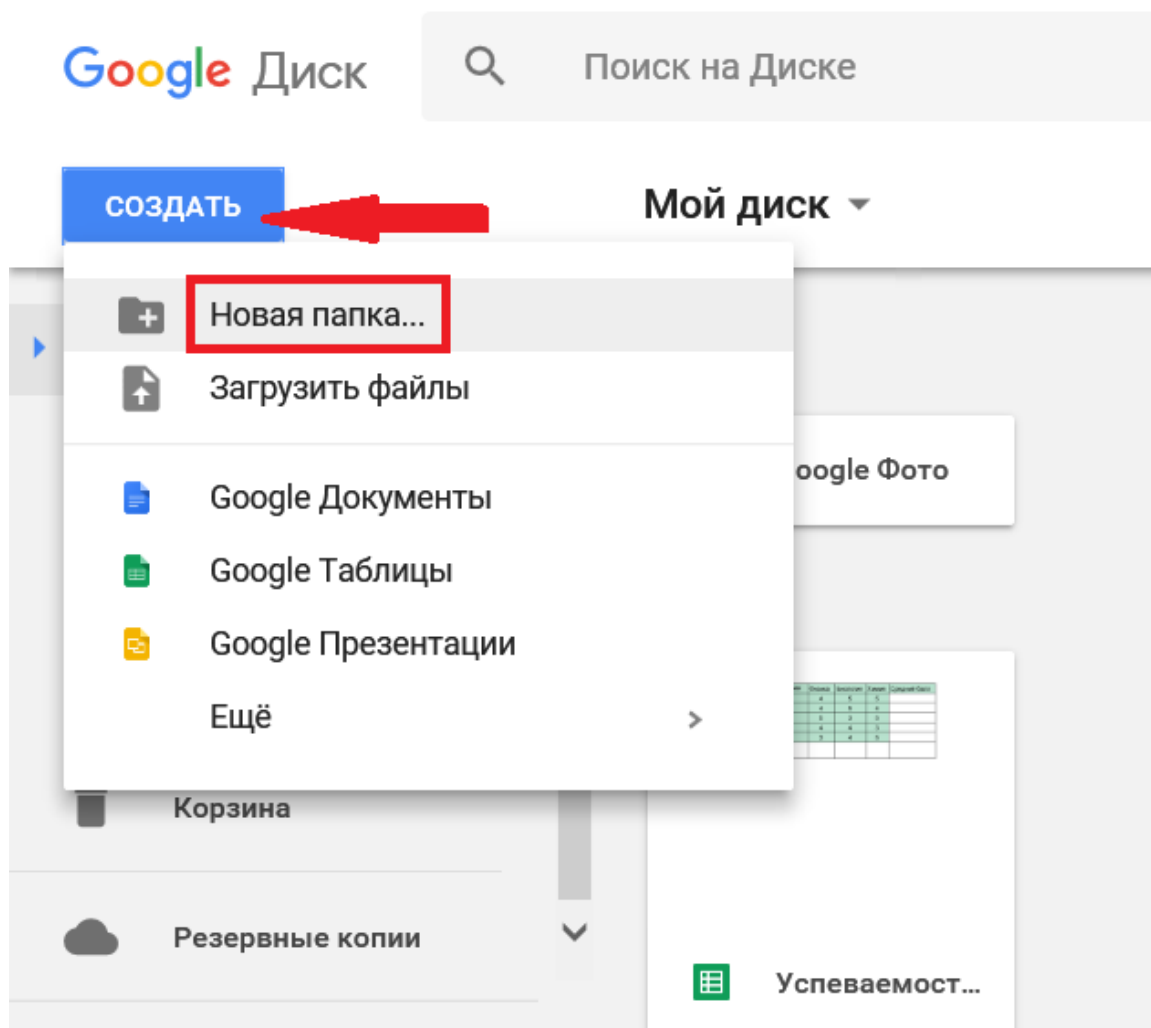 Google Диск
Поиск на Диске
СОЗДАТЬ
Мой диск
Новая папка...
Загрузить файлы
oogle Фото
Google Документы
Google Таблицы
Google Презентации
Ещё
Корзина
Резервные копии
Успеваемост...